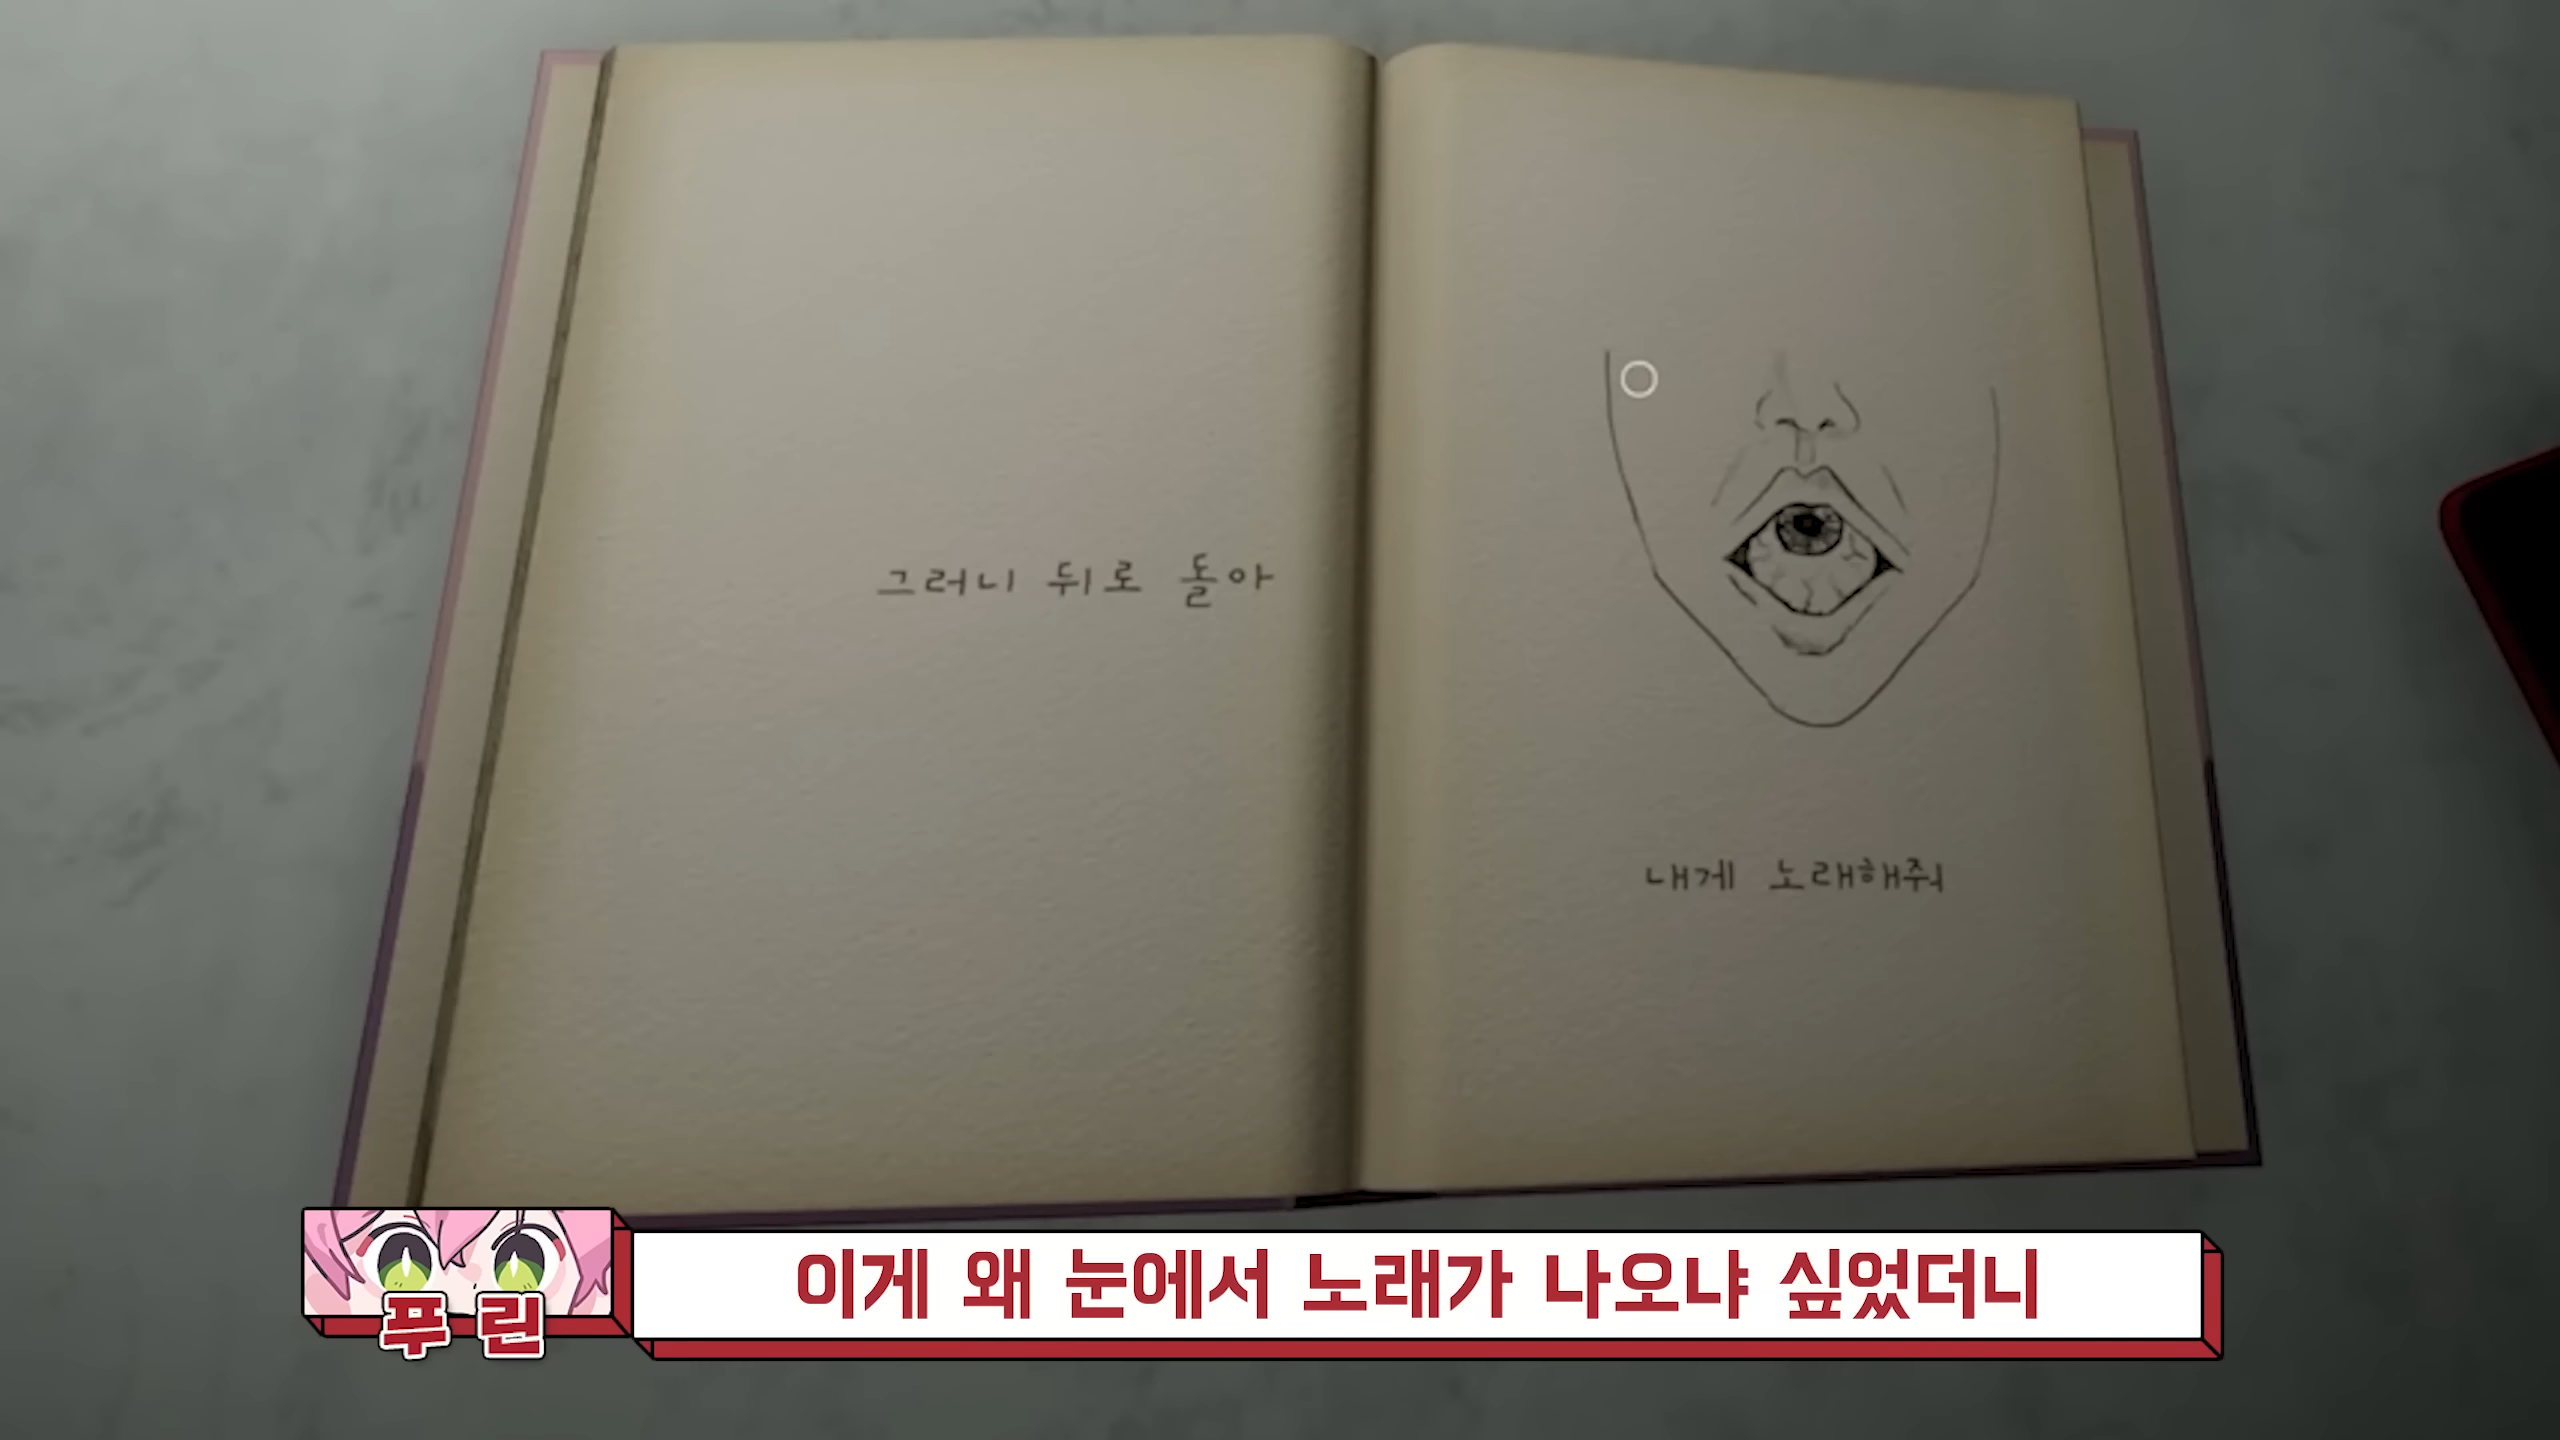 그러니 뒤로 돌아
내게 노래해줘
푸린
이게 왜 눈에서 노래가 나오냐 싶었더니